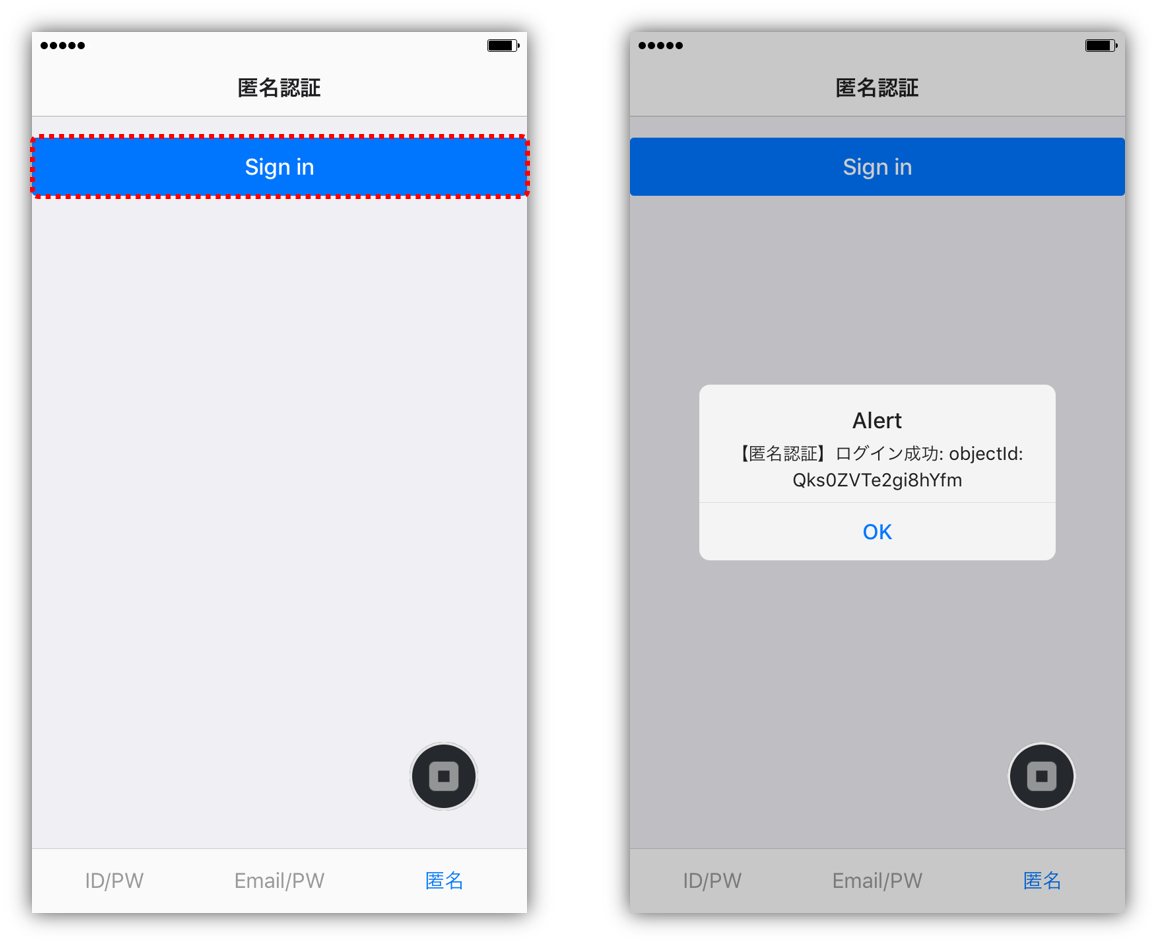 匿名認証
Sign in
ID/PW
Email/PW
匿名
匿名認証
Sign in
Alert
【匿名認証】ログイン成功: objectId:
Qks0ZVTe2gi8hYfm
OK
ID/PW
Email/PW
匿名